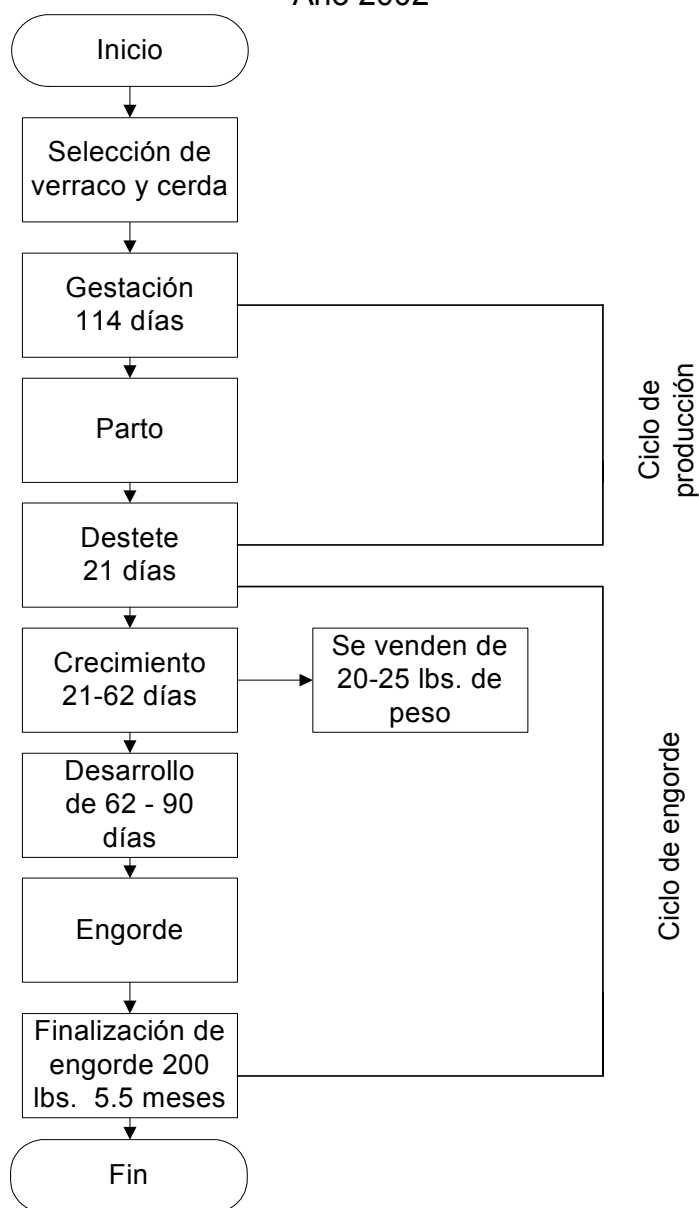 Año 2002
Inicio
Selección de
verraco y cerda
Gestación
114 días
Parto
Destete
21 días
Crecimiento
21-62 días
Se venden de
20-25 lbs. de
peso
Desarrollo
de 62 - 90
días
Engorde
Finalización de
engorde 200
lbs. 5.5 meses
Fin
Ciclo de
producción
Ciclo de engorde